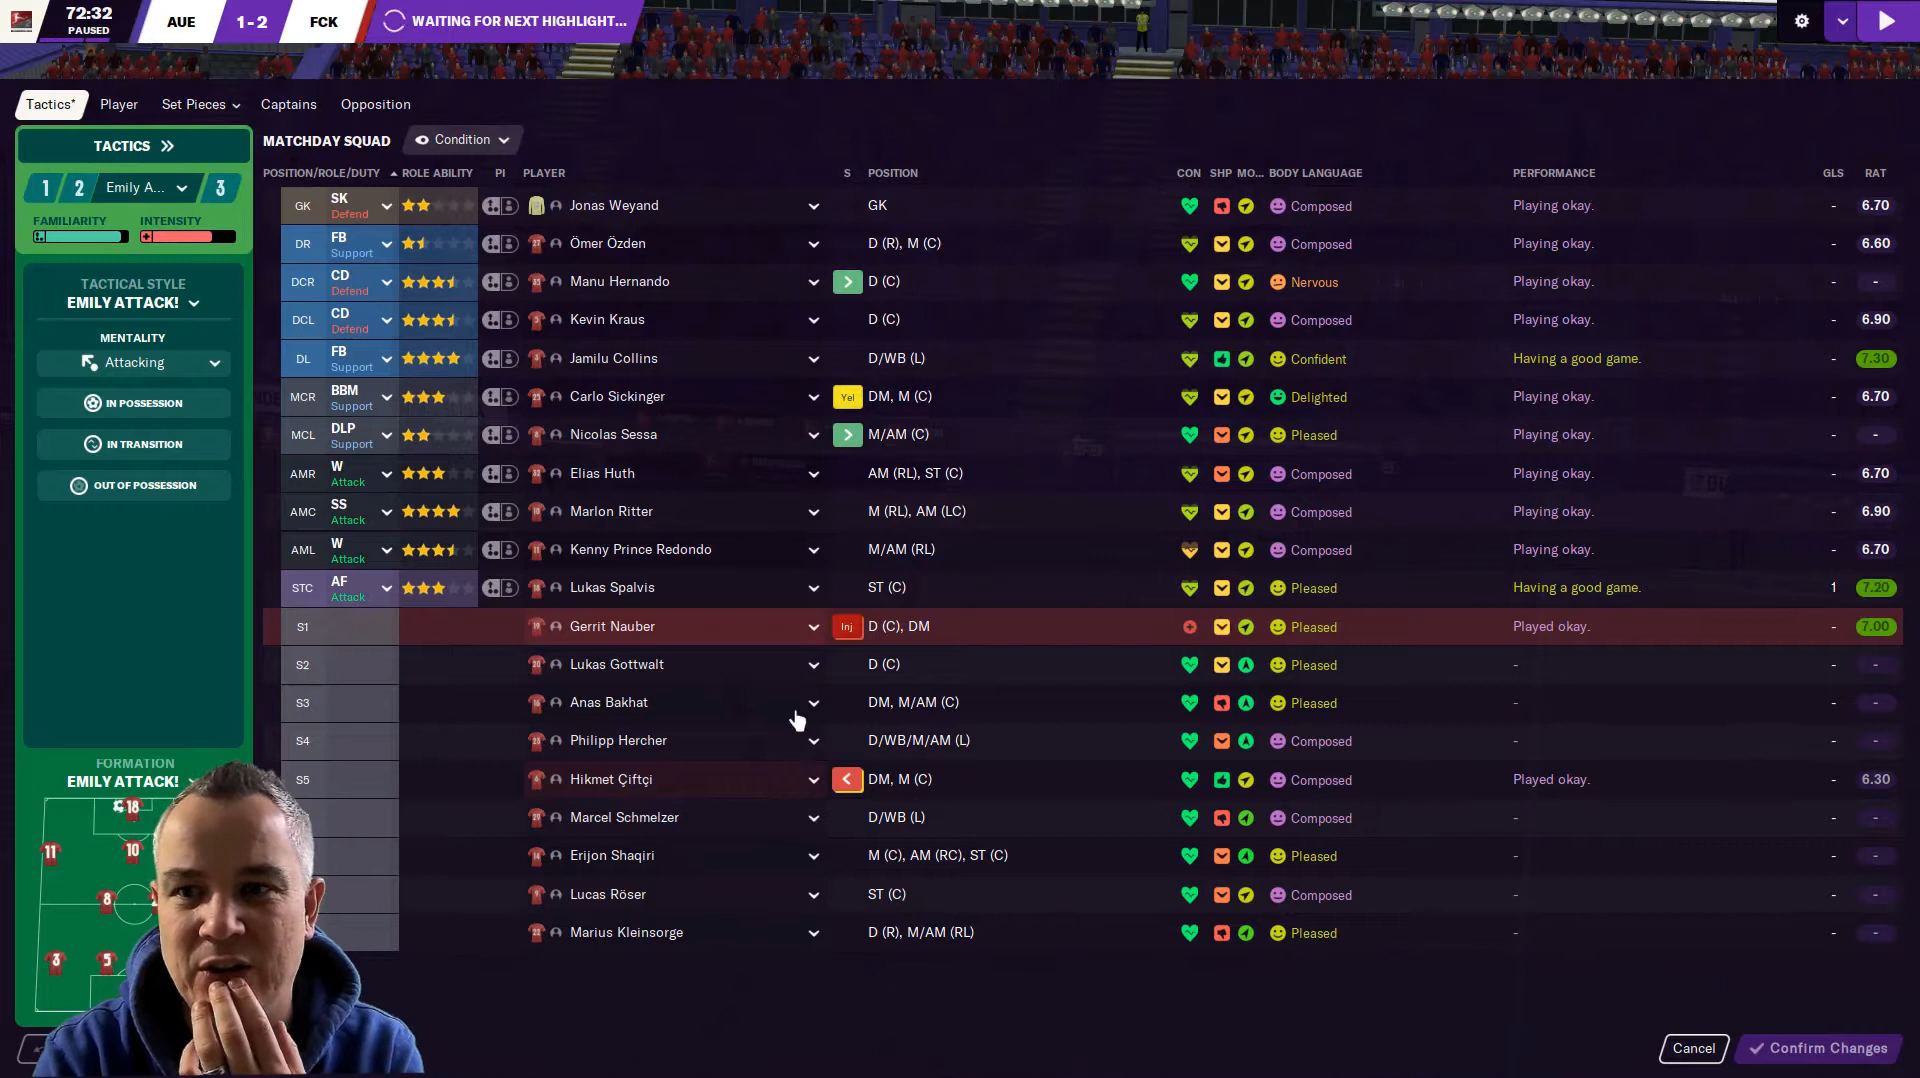 72:32
PAUSED
AUE 1 - 2 FCK
WAITING FOR NEXT HIGHLIGHT...
Tactics* Player Set Pieces Captains Opposition
TACTICS
1 2 Emily A... 3
FAMILIARITY INTENSITY
TACTICAL STYLE
EMILY ATTACK!
MENTALITY
Attacking
IN POSSESSION
IN TRANSITION
OUT OF POSSESSION
FORMATION
EMILY ATTACK!
18
11 10
8
3 5
MATCHDAY SQUAD Condition
POSITION/ROLE/DUTY ROLE ABILITY PI PLAYER S POSITION CON SHP MO... BODY LANGUAGE PERFORMANCE GLS RAT
GK SK Defend Jonas Weyand GK Composed Playing okay. - 6.70
DR FB Support Ömer Özden D (R), M (C) Composed Playing okay. - 6.60
DCR CD Defend Manu Hernando D (C) Nervous Playing okay. - -
DCL CD Defend Kevin Kraus D (C) Composed Playing okay. - 6.90
DL FB Support Jamilu Collins D/WB (L) Confident Having a good game. - 7.30
MCR BBM Support Carlo Sickinger Yel DM, M (C) Delighted Playing okay. - 6.70
MCL DLP Support Nicolas Sessa M/AM (C) Pleased Playing okay. - -
AMR W Attack Elias Huth AM (RL), ST (C) Composed Playing okay. - 6.70
AMC SS Attack Marlon Ritter M (RL), AM (LC) Composed Playing okay. - 6.90
AML W Attack Kenny Prince Redondo M/AM (RL) Composed Playing okay. - 6.70
STC AF Attack Lukas Spalvis ST (C) Pleased Having a good game. 1 7.20
S1 Gerrit Nauber Inj D (C), DM Pleased Played okay. - 7.00
S2 Lukas Gottwalt D (C) Pleased - - -
S3 Anas Bakhat DM, M/AM (C) Pleased - - -
S4 Philipp Hercher D/WB/M/AM (L) Composed - - -
S5 Hikmet Çiftçi DM, M (C) Composed Played okay. - 6.30
Marcel Schmelzer D/WB (L) Composed - - -
Erijon Shaqiri M (C), AM (RC), ST (C) Pleased - - -
Lucas Röser ST (C) Composed - - -
Marius Kleinsorge D (R), M/AM (RL) Pleased - - -
Cancel Confirm Changes